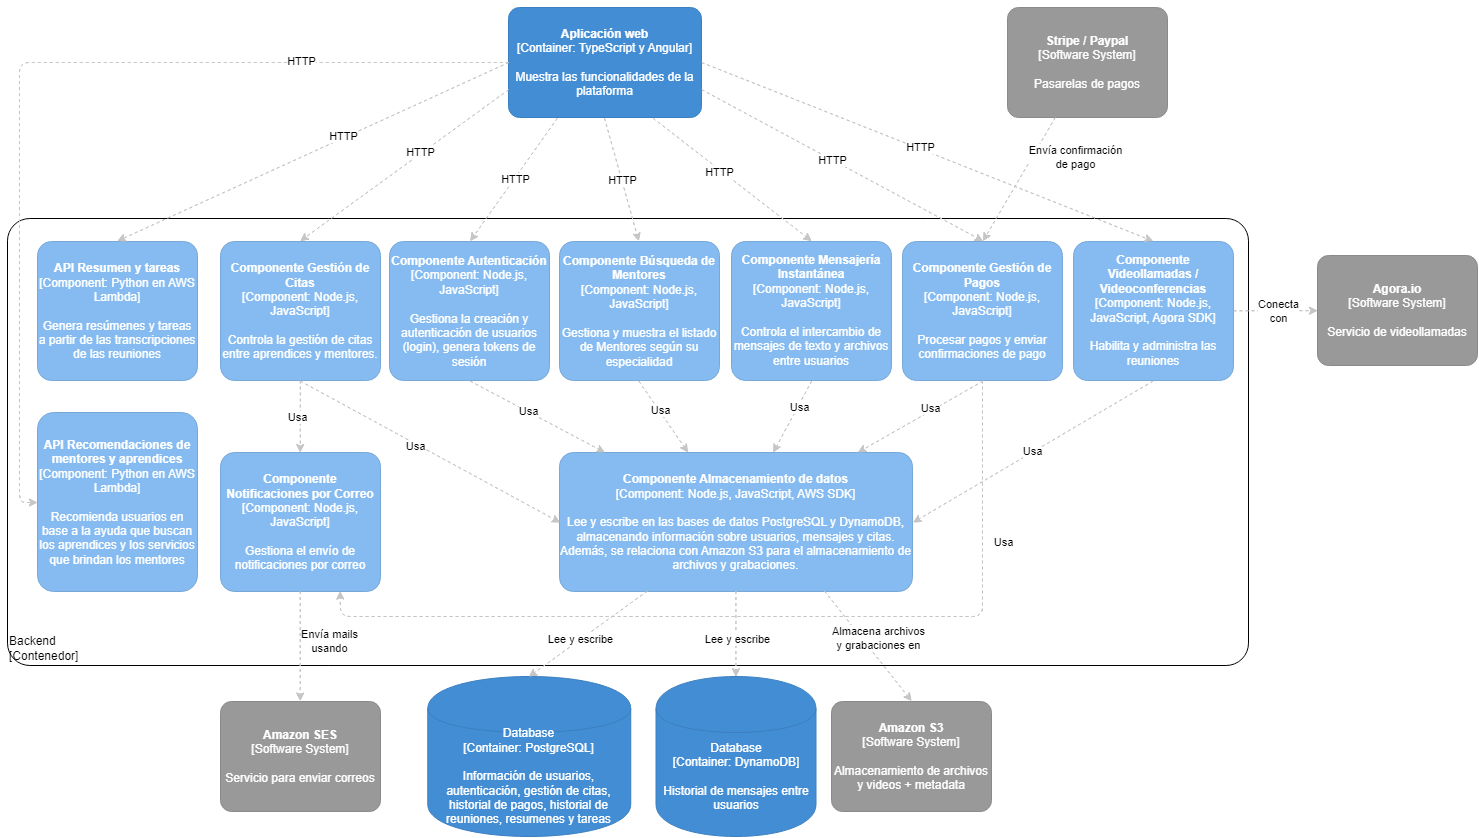 Aplicación web
[Container: TypeScript y Angular]
Muestra las funcionalidades de la
plataforma
Stripe / Paypal
[Software System]
Pasarelas de pagos
HTTP
HTTP
HTTP
HTTP
HTTP
HTTP
HTTP
HTTP
Envía confirmación
de pago
API Resumen y tareas
[Component: Python en AWS
Lambda]
Genera resúmenes y tareas
a partir de las transcripciones
de las reuniones
Componente Gestión de
Citas
[Component: Node.js,
JavaScript]
Controla la gestión de citas
entre aprendices y mentores.
Componente Autenticación
[Component: Node.js,
JavaScript]
Gestiona la creación y
autenticación de usuarios
(login), genera tokens de
sesión
Componente Búsqueda de
Mentores
[Component: Node.js,
JavaScript]
Gestiona y muestra el listado
de Mentores según su
especialidad
Componente Mensajería
Instantánea
[Component: Node.js,
JavaScript]
Controla el intercambio de
mensajes de texto y archivos
entre usuarios
Componente Gestión de
Pagos
[Component: Node.js,
JavaScript]
Procesar pagos y enviar
confirmaciones de pago
Componente
Videollamadas /
Videoconferencias
[Component: Node.js,
JavaScript, Agora SDK]
Habilita y administra las
reuniones
Conecta
con
Agora.io
[Software System]
Servicio de videollamadas
Usa
Usa
Usa
Usa
Usa
Usa
Usa
Usa
API Recomendaciones de
mentores y aprendices
[Component: Python en AWS
Lambda]
Recomienda usuarios en
base a la ayuda que buscan
los aprendices y los servicios
que brindan los mentores
Componente
Notificaciones por Correo
[Component: Node.js,
JavaScript]
Gestiona el envío de
notificaciones por correo
Componente Almacenamiento de datos
[Component: Node.js, JavaScript, AWS SDK]
Lee y escribe en las bases de datos PostgreSQL y DynamoDB,
almacenando información sobre usuarios, mensajes y citas.
Además, se relaciona con Amazon S3 para el almacenamiento de
archivos y grabaciones.
Backend
[Contenedor]
Envía mails
usando
Lee y escribe
Lee y escribe
Almacena archivos
y grabaciones en
Amazon SES
[Software System]
Servicio para enviar correos
Database
[Container: PostgreSQL]
Información de usuarios,
autenticación, gestión de citas,
historial de pagos, historial de
reuniones, resumenes y tareas
Database
[Container: DynamoDB]
Historial de mensajes entre
usuarios
Amazon S3
[Software System]
Almacenamiento de archivos
y videos + metadata